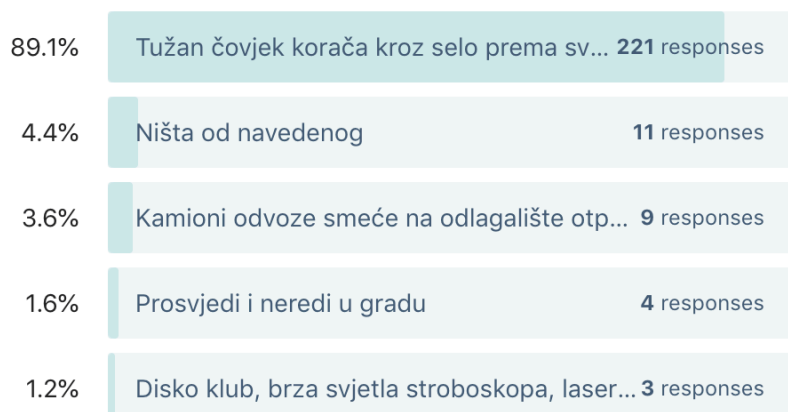 89.1% Tužan čovjek korača kroz selo prema sv... 221 responses
4.4% Ništa od navedenog 11 responses
3.6% Kamioni odvoze smeće na odlagalište otp... 9 responses
1.6% Prosvjedi i neredi u gradu 4 responses
1.2% Disko klub, brza svjetla stroboskopa, laser... 3 responses